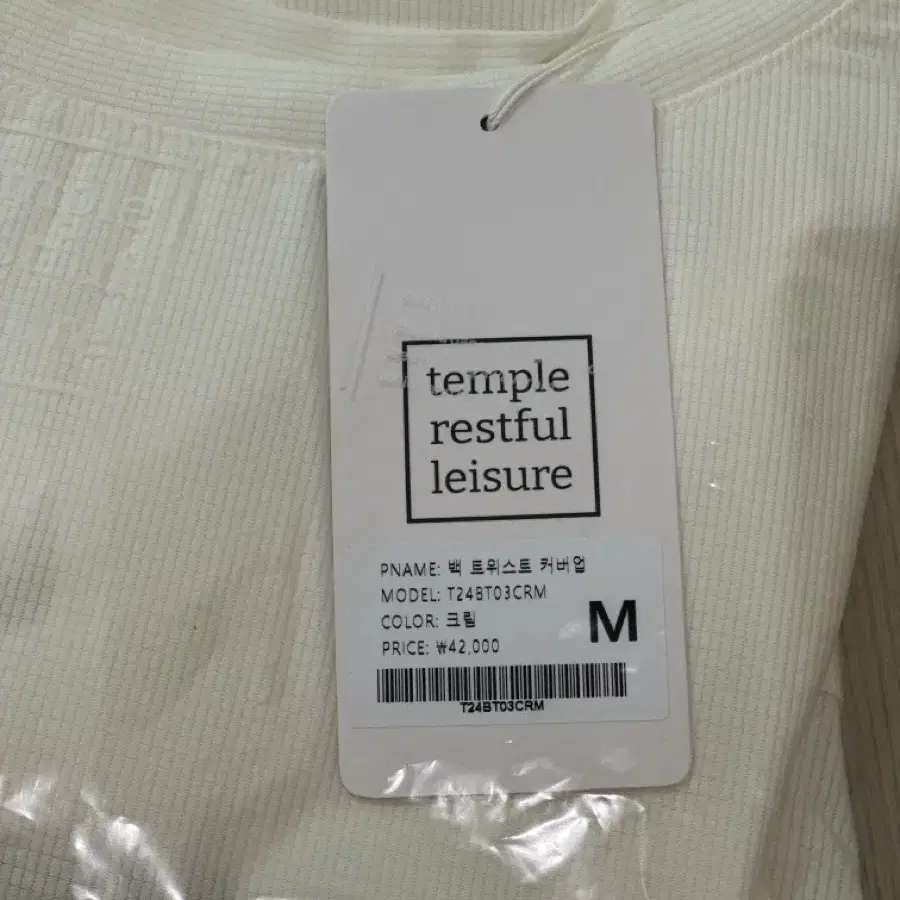 temple
restful
leisure
PNAME: 백 트위스트 커버업
MODEL: T24BT03CRM
COLOR: 크림
PRICE: ₩42,000
M
T24BT03CRM